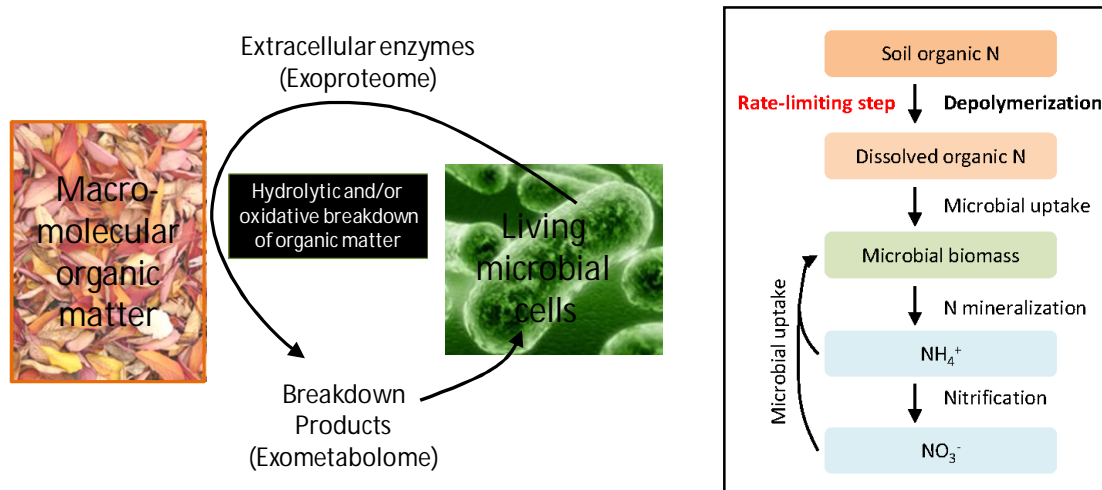 Extracellular enzymes
(Exoproteome)
Macro-
molecular
organic
matter
Hydrolytic and/or
oxidative breakdown
of organic matter
Living
microbial
cells
Breakdown
Products
(Exometabolome)
Soil organic N
Rate-limiting step
Depolymerization
Dissolved organic N
Microbial uptake
Microbial biomass
N mineralization
Microbial uptake
NH₄⁺
Nitrification
NO₃⁻